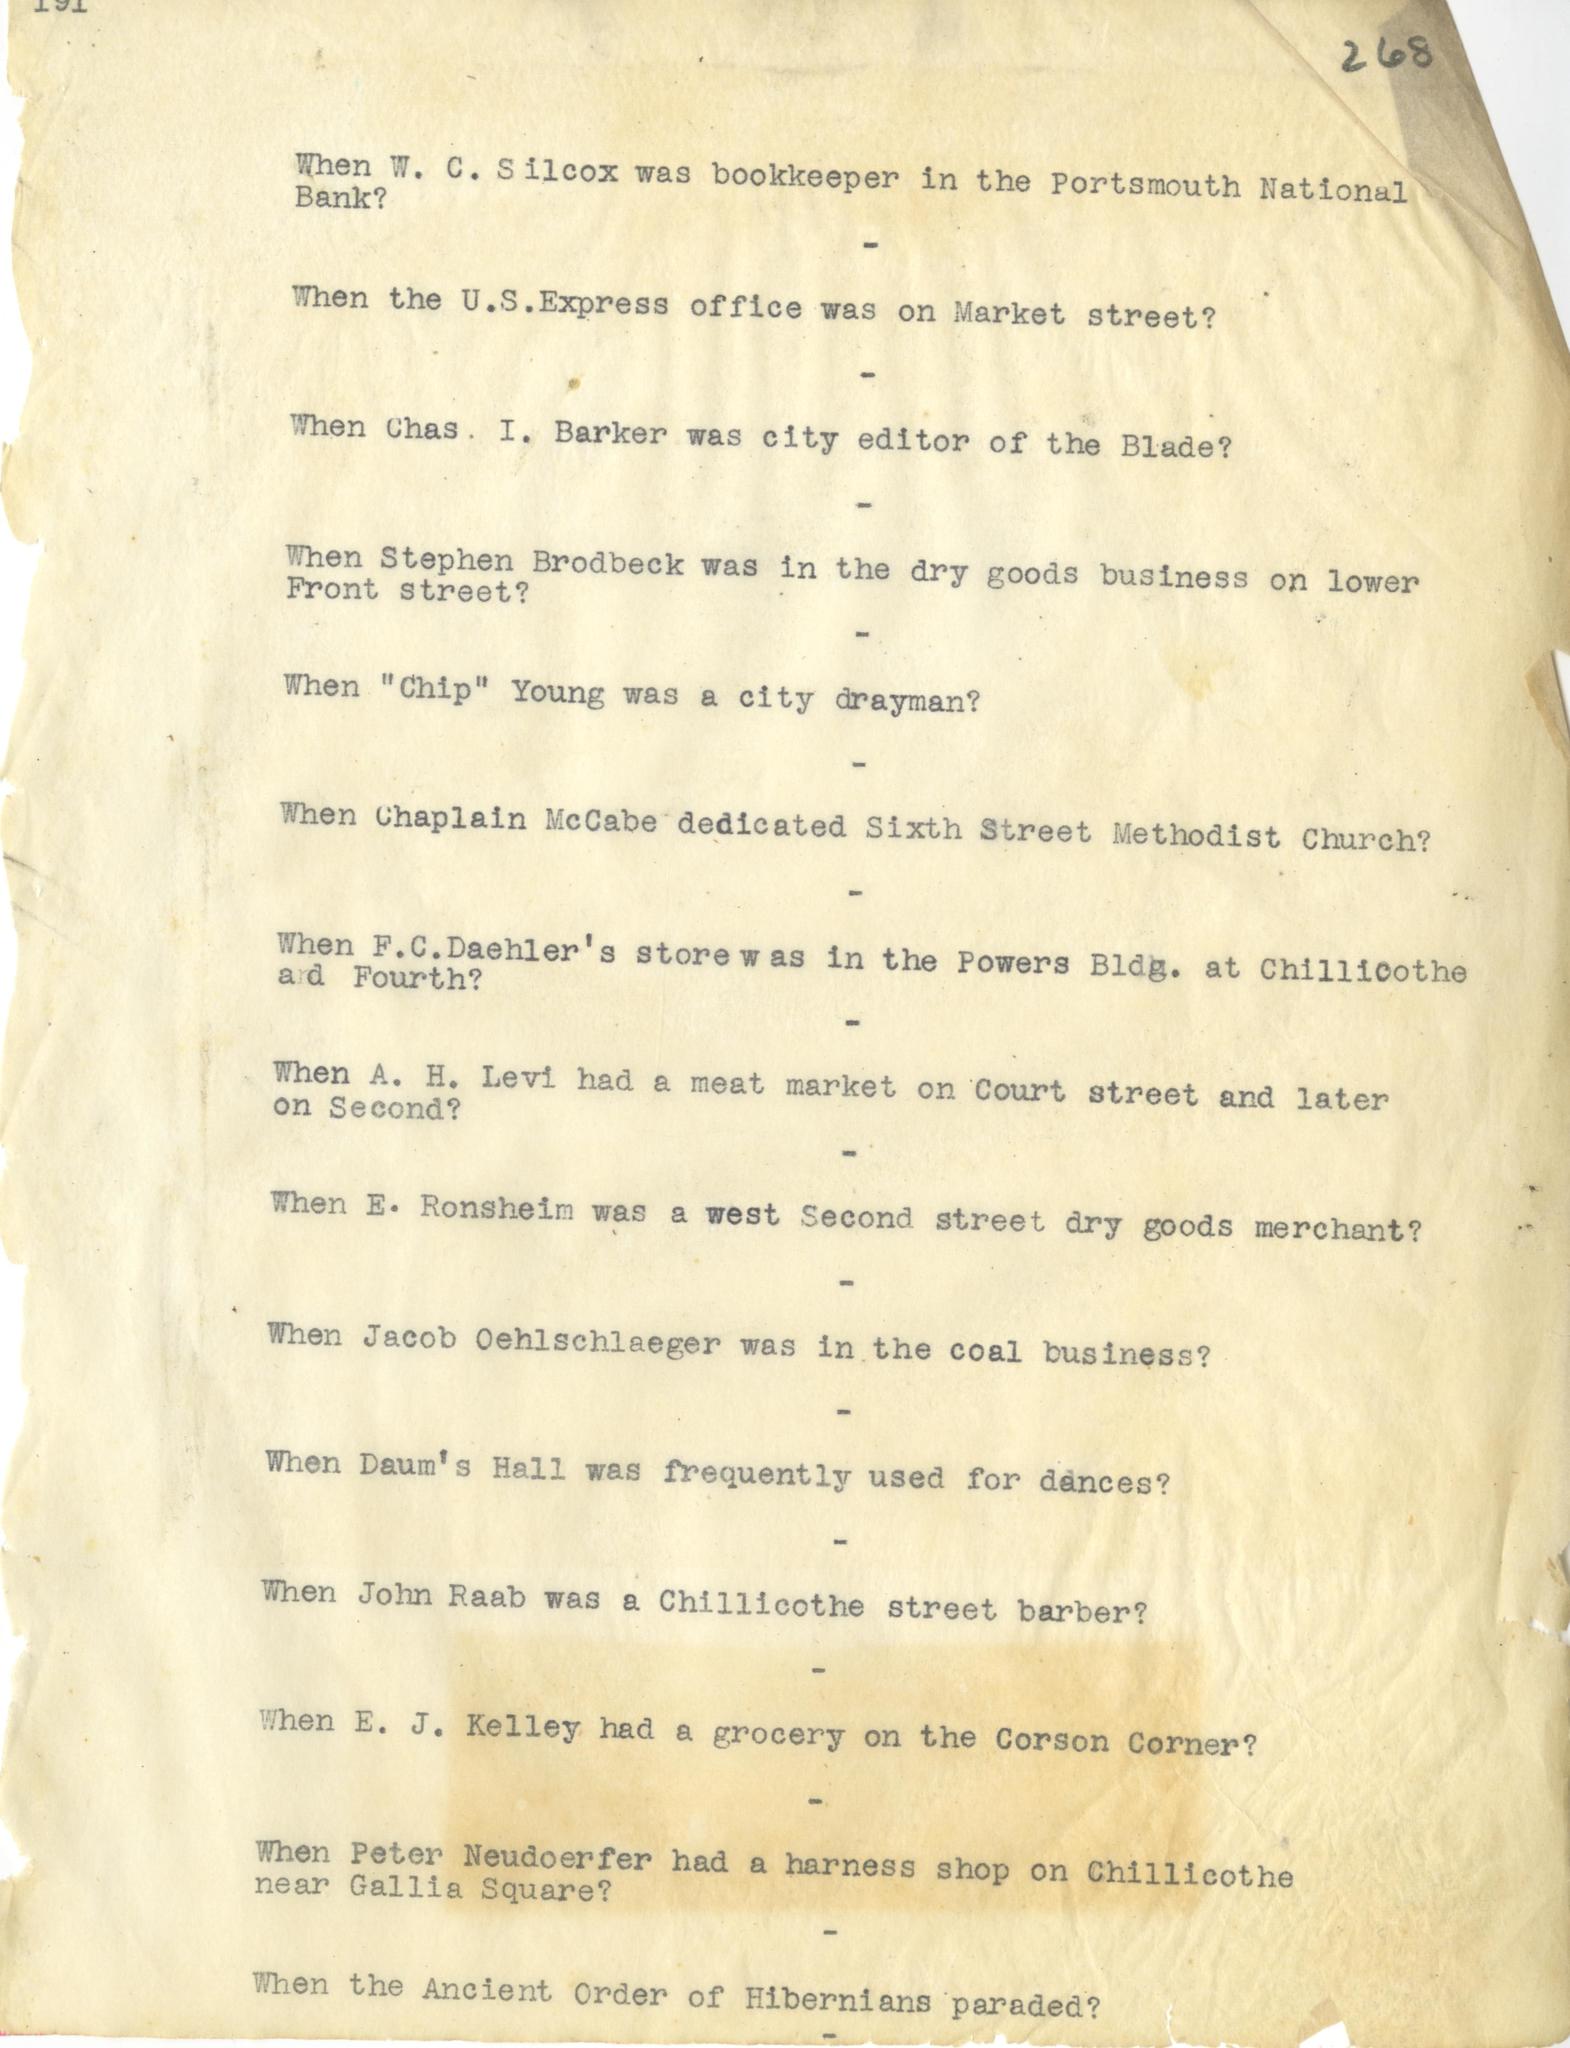 191
268
When W. C. Silcox was bookkeeper in the Portsmouth National
Bank?
-
When the U.S.Express office was on Market street?
-
When Chas. I. Barker was city editor of the Blade?
-
When Stephen Brodbeck was in the dry goods business on lower
Front street?
-
When "Chip" Young was a city drayman?
-
When Chaplain McCabe dedicated Sixth Street Methodist Church?
-
When F.C.Daehler's store was in the Powers Bldg. at Chillicothe
and Fourth?
-
When A. H. Levi had a meat market on Court street and later
on Second?
-
When E. Ronsheim was a west Second street dry goods merchant?
-
When Jacob Oehlschlaeger was in the coal business?
-
When Daum's Hall was frequently used for dances?
-
When John Raab was a Chillicothe street barber?
-
When E. J. Kelley had a grocery on the Corson Corner?
-
When Peter Neudoerfer had a harness shop on Chillicothe
near Gallia Square?
-
When the Ancient Order of Hibernians paraded?
-